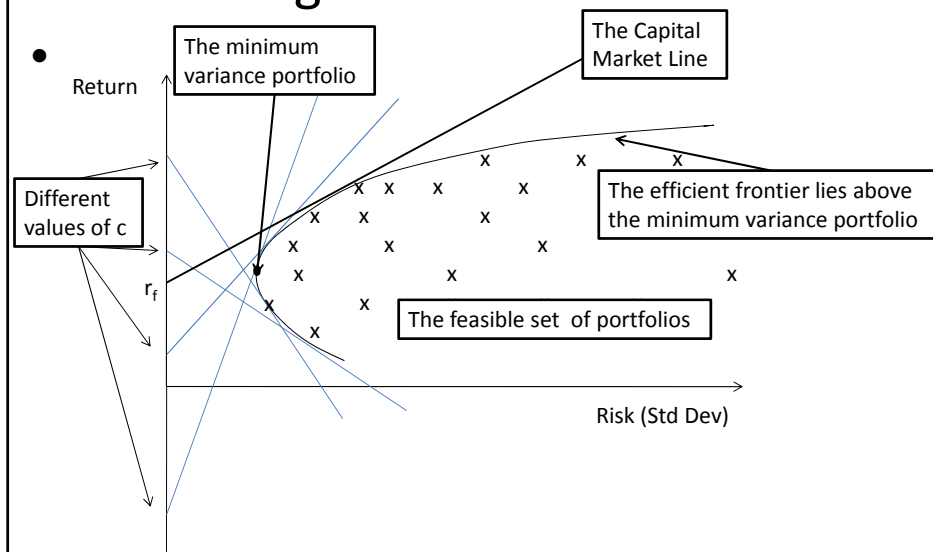 The minimum
variance portfolio
The Capital
Market Line
Return
Different
values of c
The efficient frontier lies above
the minimum variance portfolio
rf
The feasible set of portfolios
Risk (Std Dev)
x x x
x x x x
x x x
x x x
x x x
x x
x